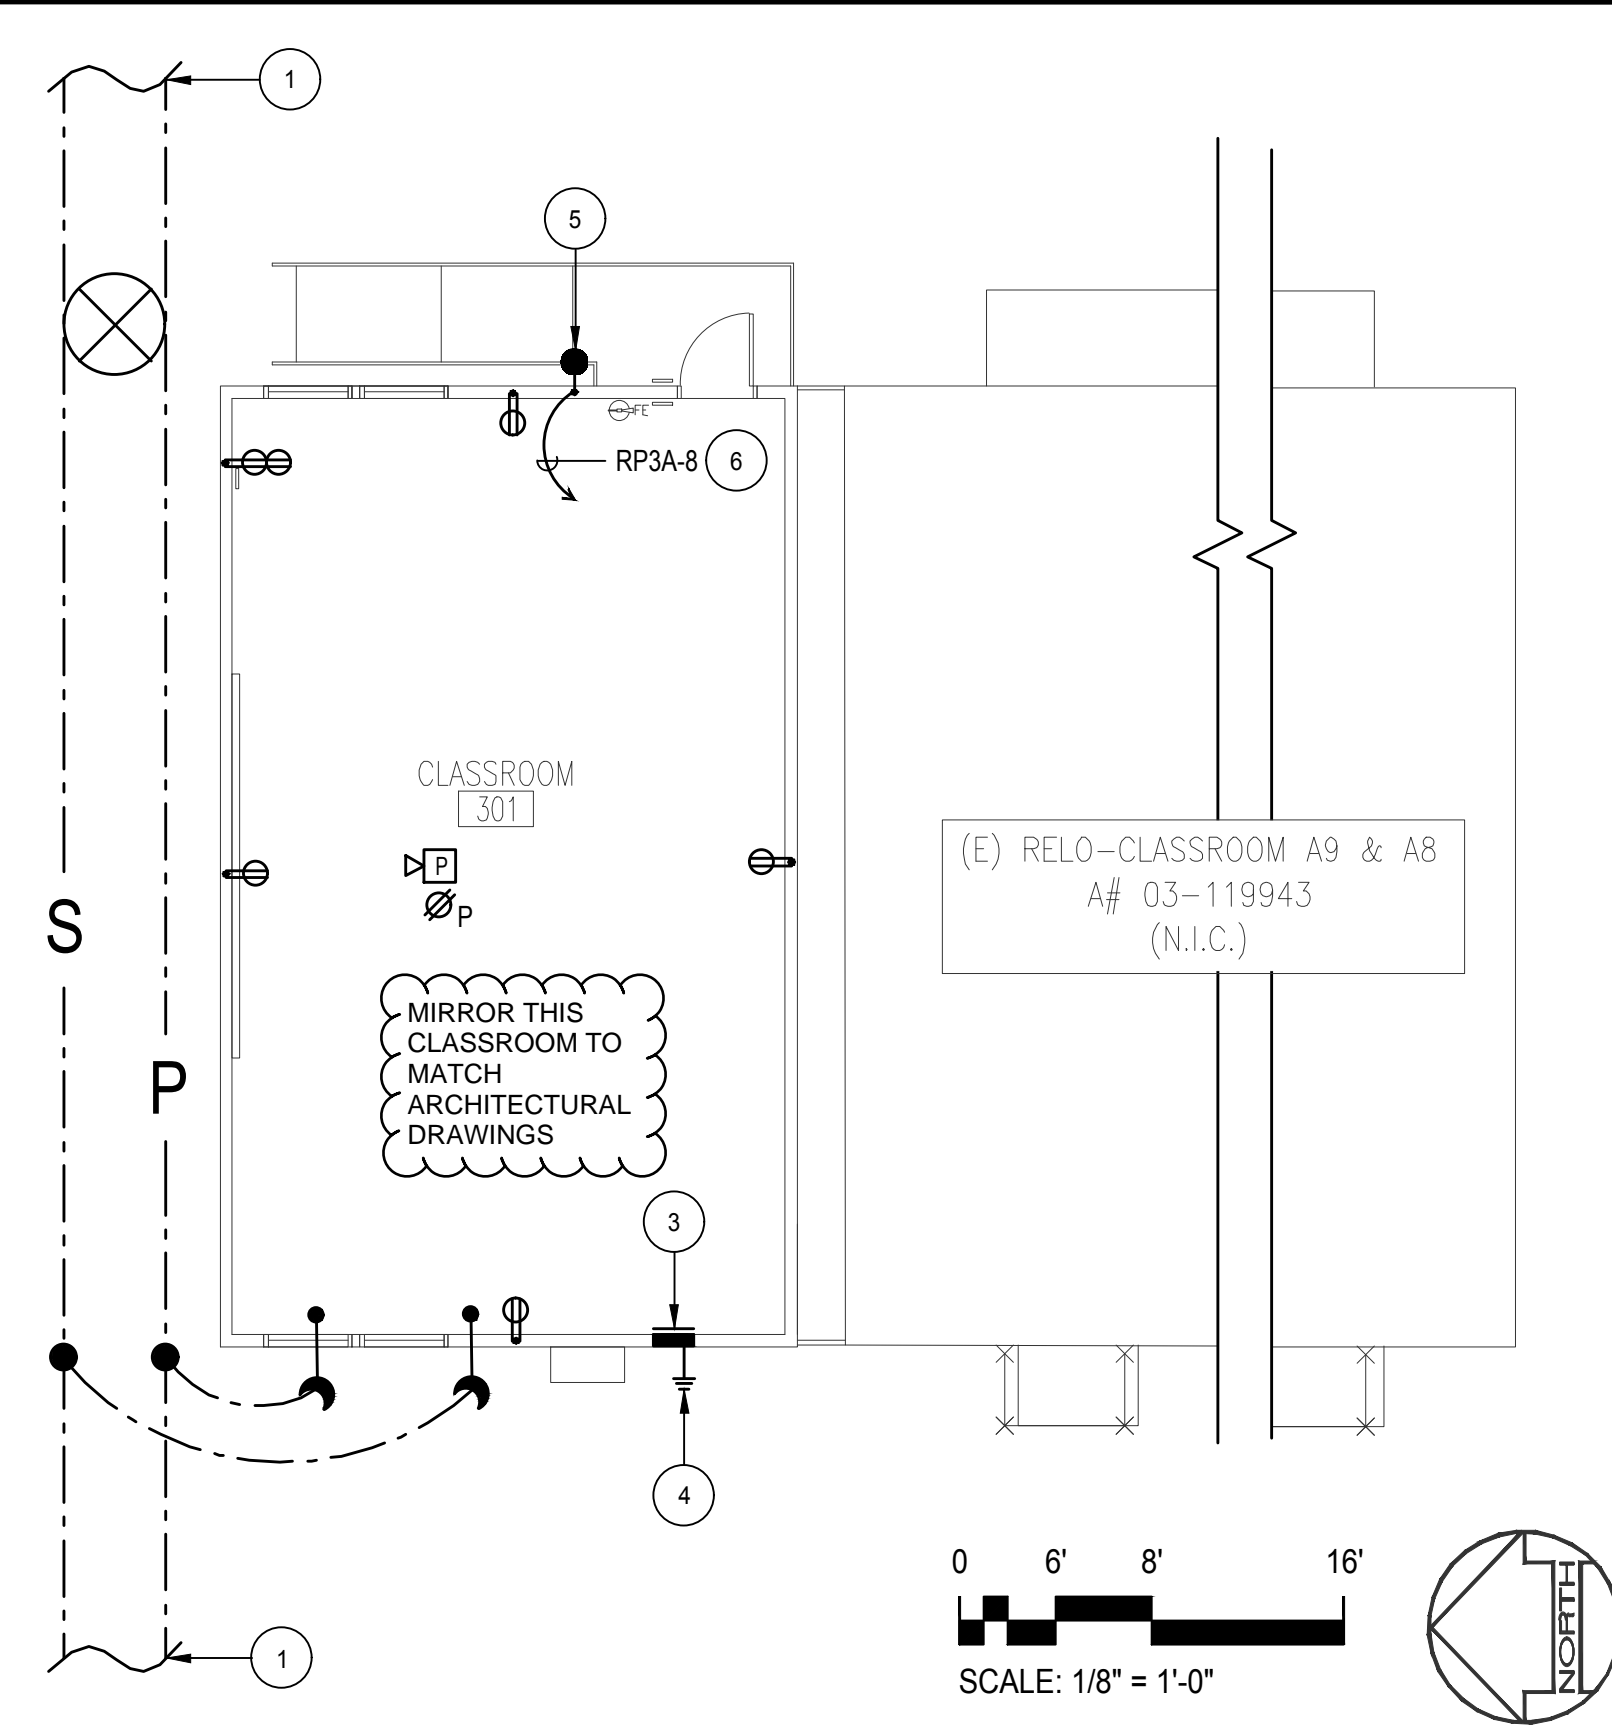 1
5
FE
RP3A-8 6
CLASSROOM
301
P
P
(E) RELO-CLASSROOM A9 & A8
A# 03-119943
(N.I.C.)
S
P
MIRROR THIS
CLASSROOM TO
MATCH
ARCHITECTURAL
DRAWINGS
3
4
1
0 6' 8' 16'
SCALE: 1/8" = 1'-0"
NORTH